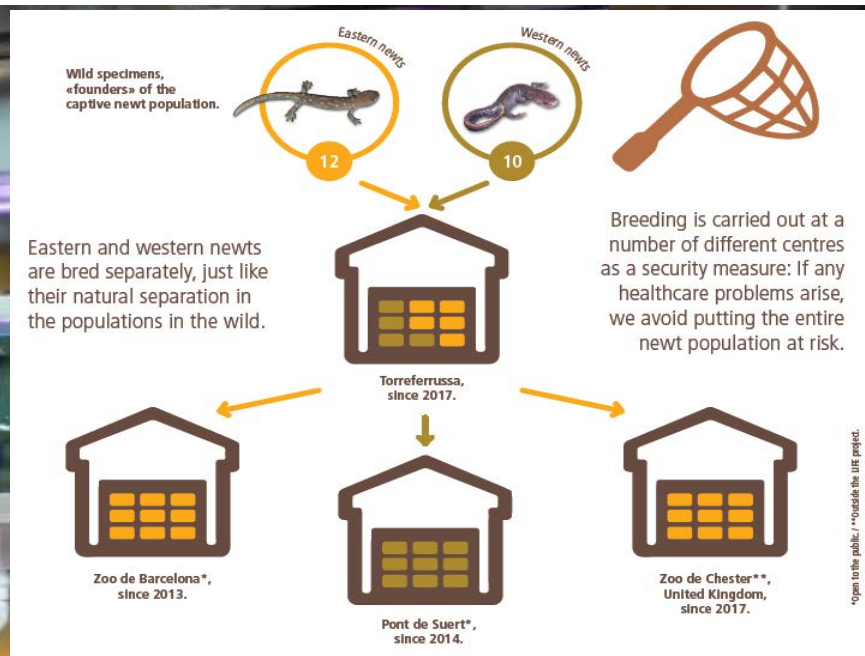 Eastern newts
Western newts
Wild specimens,
«founders» of the
captive newt population.
12
10
Eastern and western newts
are bred separately, just like
their natural separation in
the populations in the wild.
Breeding is carried out at a
number of different centres
as a security measure: If any
healthcare problems arise,
we avoid putting the entire
newt population at risk.
Torreferrussa,
since 2017.
Zoo de Barcelona*,
since 2013.
Pont de Suert*,
since 2014.
Zoo de Chester**,
United Kingdom,
since 2017.
*Open to the public. / **Outside the LIFE project.